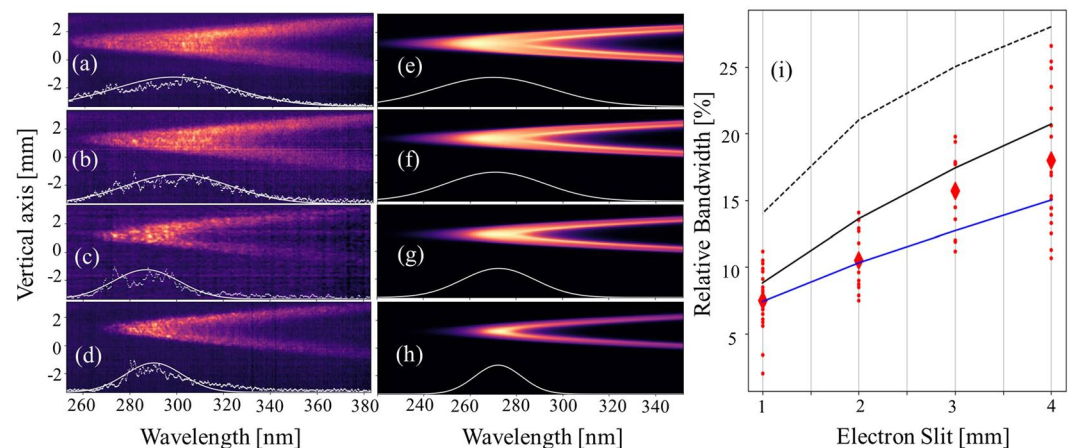 Vertical axis [mm]
2
0
-2
(a)
2
0
-2
(b)
2
0
-2
(c)
2
0
-2
(d)
260 280 300 320 340 360 380
Wavelength [nm]
(e)
(f)
(g)
(h)
260 280 300 320 340
Wavelength [nm]
Relative Bandwidth [%]
25
20
15
10
5
(i)
1 2 3 4
Electron Slit [mm]